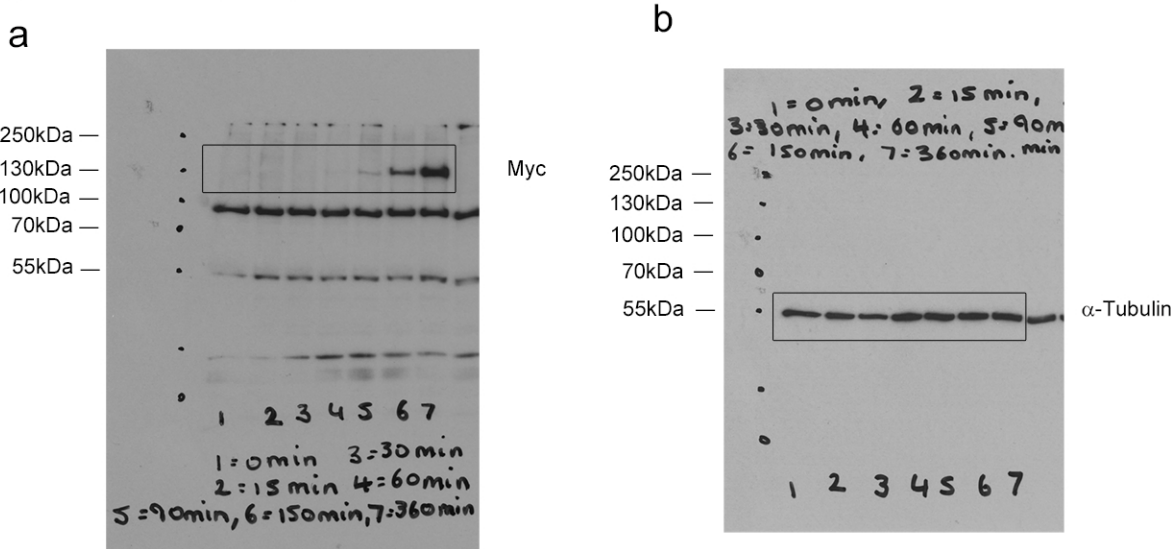 a
250kDa
130kDa
100kDa
70kDa
55kDa
Myc
1 2 3 4 5 6 7
1=0min 3=30min
2=15min 4=60min
5=90min, 6=150min, 7=360min
b
1=0min, 2=15min,
3=30min, 4=60min, 5=90m
6=150min, 7=360min. min
250kDa
130kDa
100kDa
70kDa
55kDa
α-Tubulin
1 2 3 4 5 6 7